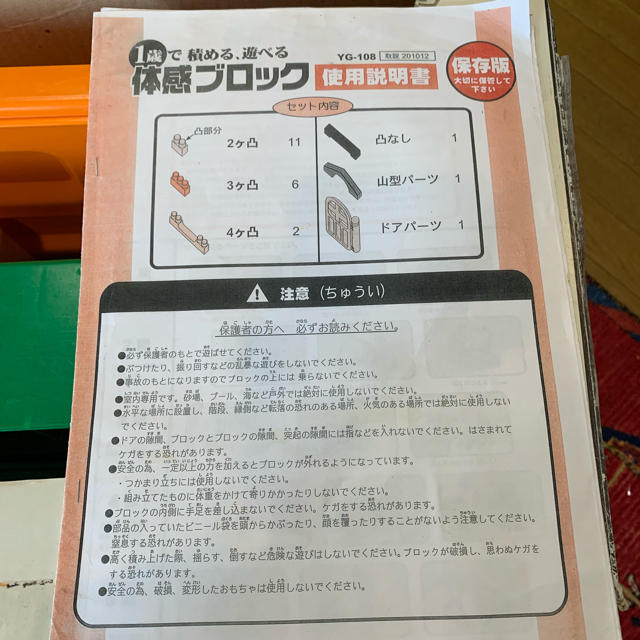 1歳で 積める、遊べる
体感ブロック 使用説明書
YG-108 取説 201012
保存版
大切に保管して
下さい
セット内容
凸部分
2ヶ凸 11
3ヶ凸 6
4ヶ凸 2
凸なし 1
山型パーツ 1
ドアパーツ 1
注意（ちゅうい）
保護者の方へ 必ずお読みください。
●必ず保護者のもとで遊ばせてください。
●ぶつけたり、振り回すなどの乱暴な遊びをしないでください。
●事故のもとになりますのでブロックの上には 乗らないでください。
●室内専用です。砂場、プール、海など戸外では絶対に使用しないでください。
●水平な場所に設置し、階段、縁側など転落の恐れのある場所、火気のある場所では絶対に使用しない
でください。
●ドアの隙間、ブロックとブロックの隙間、突起の隙間には指などを入れないでください。はさまれて
ケガをする恐れがあります。
●安全の為、一定以上の力を加えるとブロックが外れるようになっています。
・つかまり立ちには使用しないでください。
・組み立てたものに体重をかけて寄りかかったりしないでください。
●ブロックの内側に手足を差し込まないでください。ケガをする恐れがあります。
●部品の入っていたビニール袋を頭からかぶったり、顔を覆ったりすることがないよう注意してください。
窒息する恐れがあります。
●高く積み上げた際、揺らす、倒すなど危険な遊びはしないでください。ブロックが破損し、思わぬケガを
する恐れがあります。
●安全の為、破損、変形したおもちゃは使用しないでください。